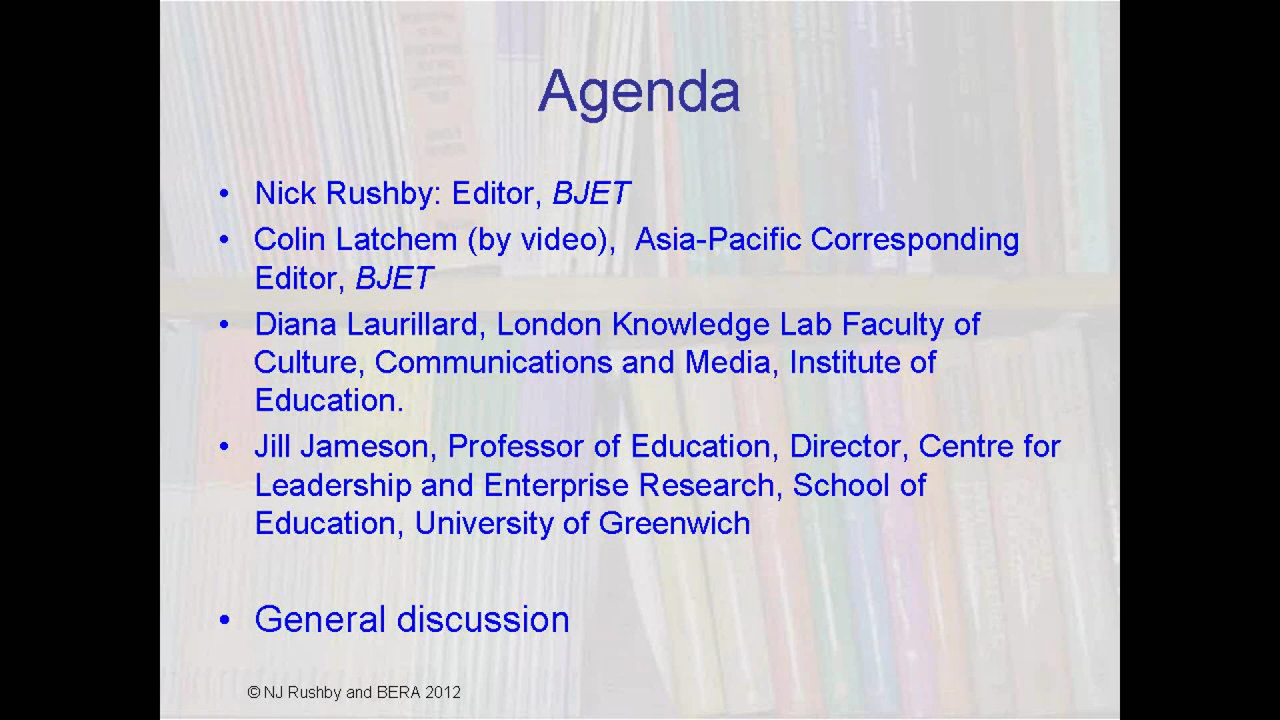 Agenda
• Nick Rushby: Editor, BJET
• Colin Latchem (by video),  Asia-Pacific Corresponding
Editor, BJET
• Diana Laurillard, London Knowledge Lab Faculty of
Culture, Communications and Media, Institute of
Education.
• Jill Jameson, Professor of Education, Director, Centre for
Leadership and Enterprise Research, School of
Education, University of Greenwich
• General discussion
© NJ Rushby and BERA 2012